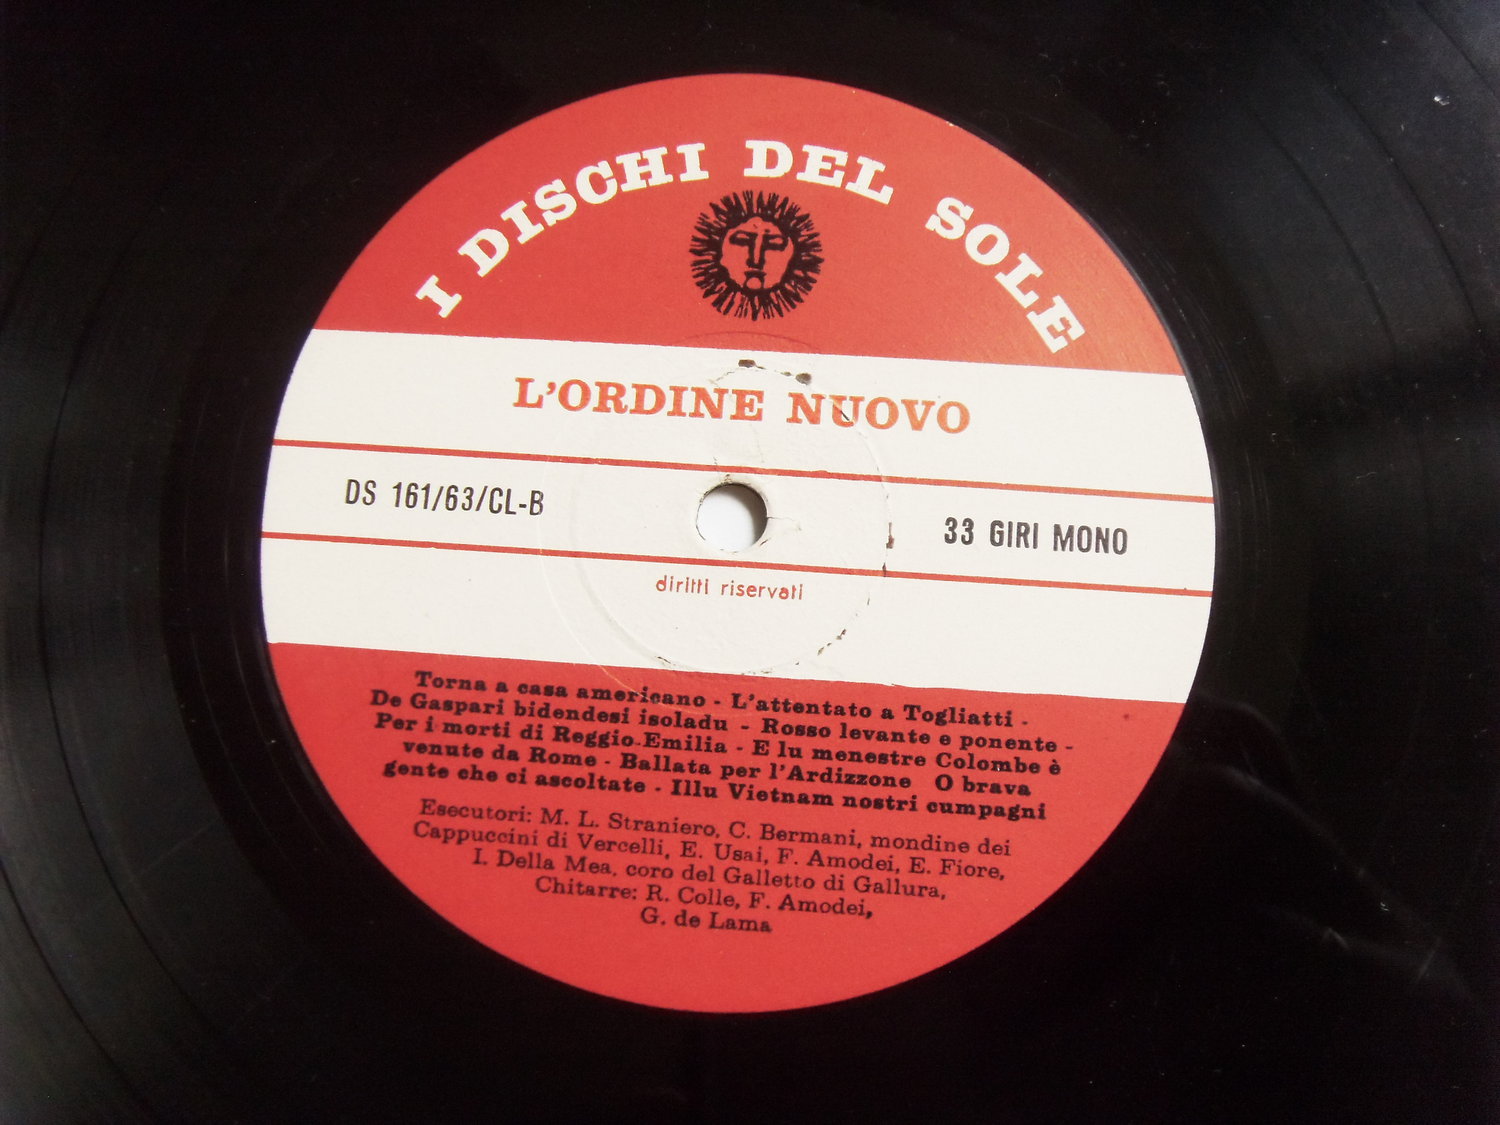 I DISCHI DEL SOLE
L'ORDINE NUOVO
DS 161/63/CL-B
33 GIRI MONO
diritti riservati
Torna a casa americano - L'attentato a Togliatti -
De Gaspari bidendesi isoladu - Rosso levante e ponente -
Per i morti di Reggio Emilia - E lu menestre Colombe è
venute da Rome - Ballata per l'Ardizzone O brava
gente che ci ascoltate - Illu Vietnam nostri cumpagni
Esecutori: M. L. Straniero, C. Bermani, mondine dei
Cappuccini di Vercelli, E. Usai, F. Amodei, E. Fiore,
I. Della Mea, coro del Galletto di Gallura,
Chitarre: R. Colle, F. Amodei,
G. de Lama